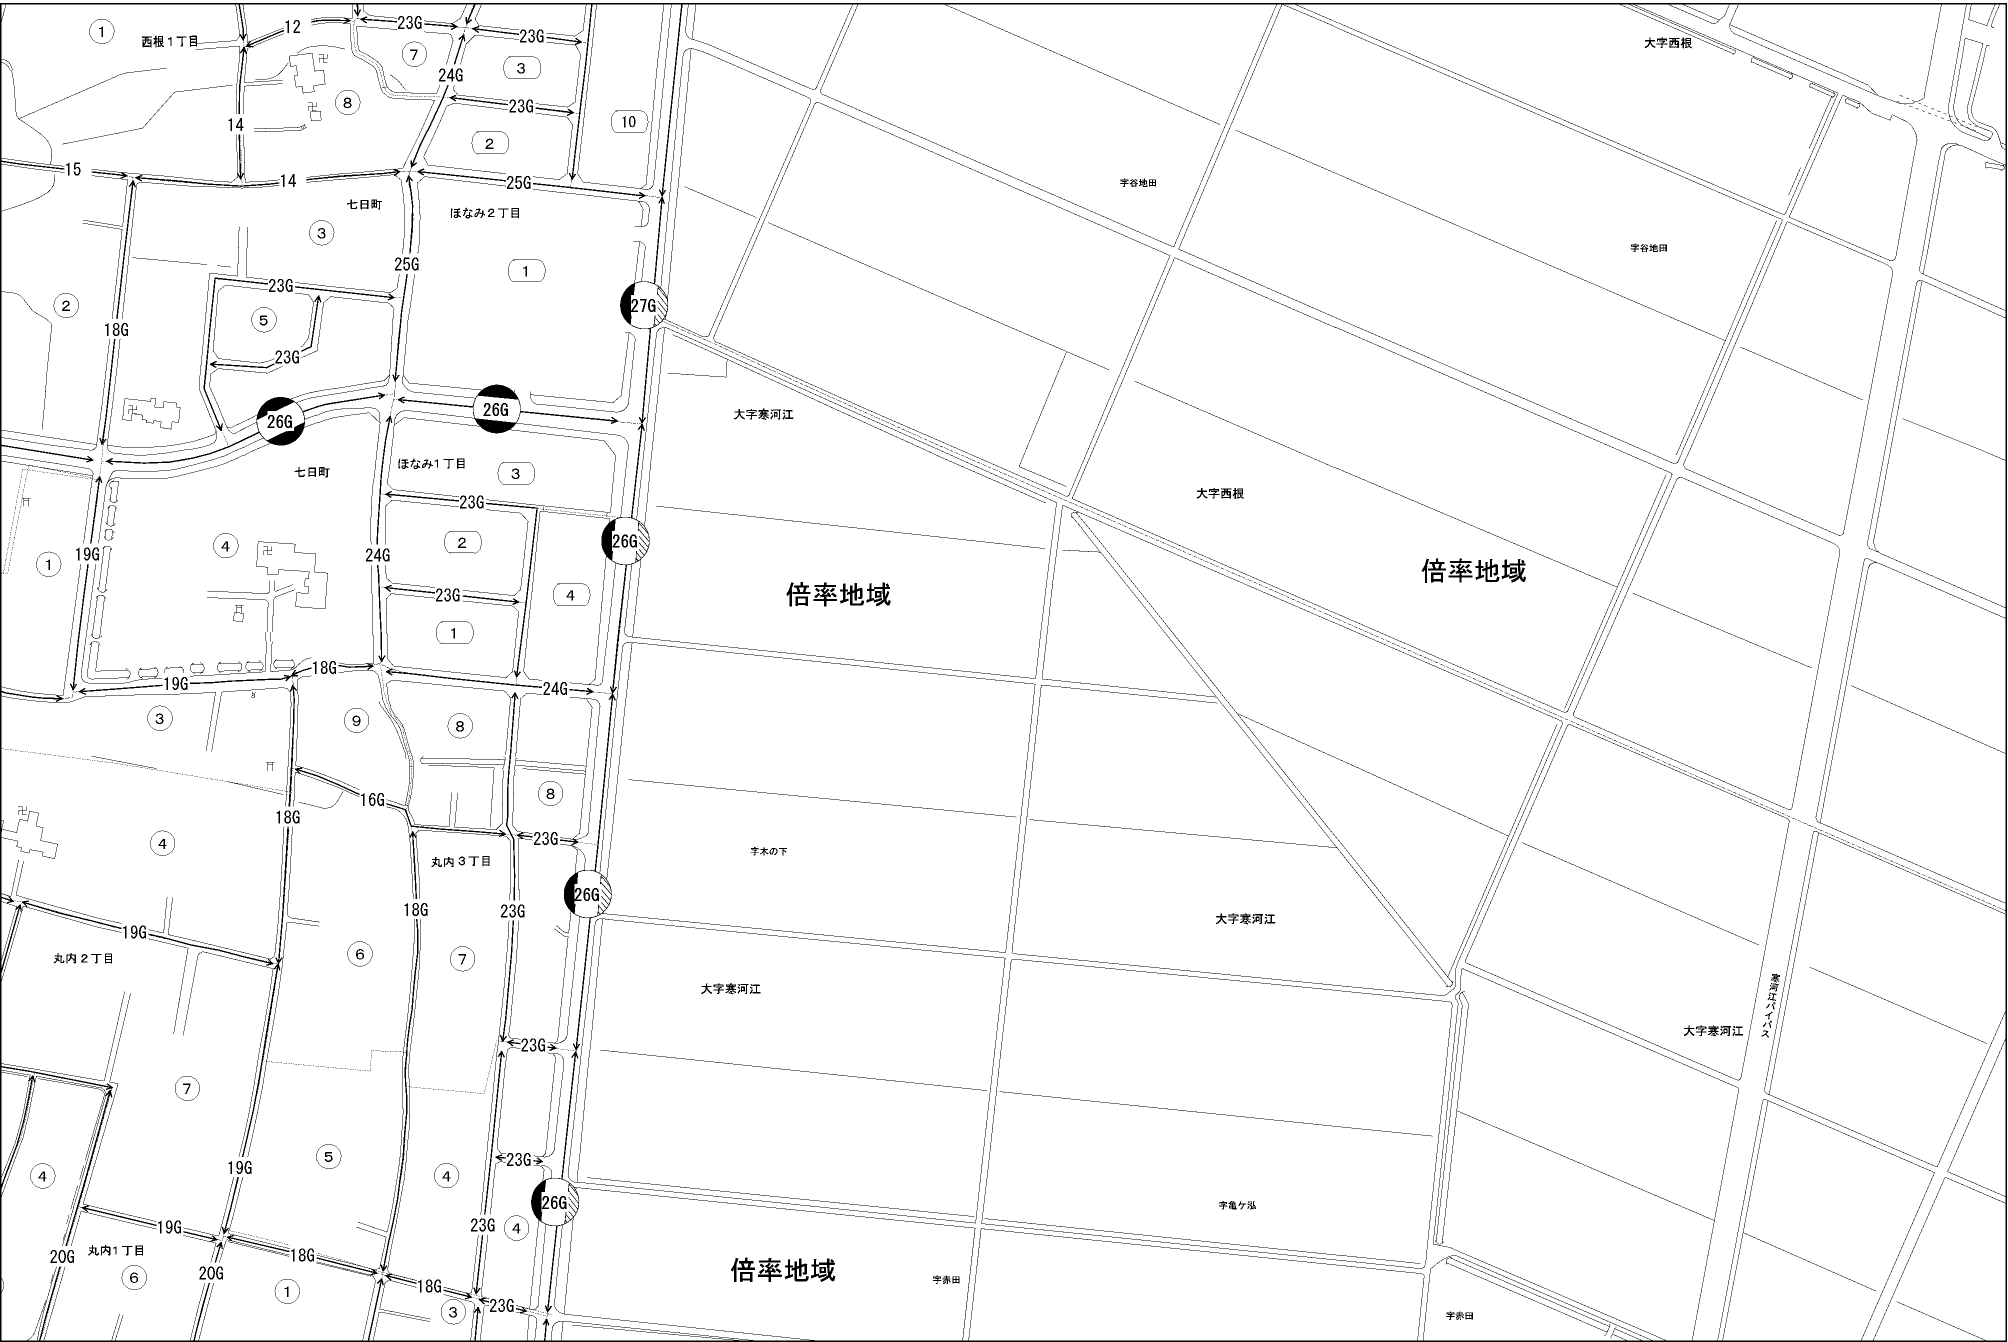 1
西根1丁目
12
23G
23G
7
3
24G
8
23G
10
14
2
15
14
25G
七日町
ほなみ2丁目
字谷地田
大字西根
字谷地田
3
25G
1
23G
27G
2
5
18G
23G
26G
26G
大字寒河江
七日町
ほなみ1丁目
3
大字西根
23G
19G
4
24G
2
26G
1
倍率地域
倍率地域
23G
4
1
18G
19G
24G
3
9
8
16G
8
18G
4
23G
丸内3丁目
字木の下
26G
18G
23G
19G
大字寒河江
丸内2丁目
6
7
大字寒河江
寒河江バイパス
大字寒河江
23G
7
5
19G
4
4
23G
26G
字亀ケ泓
19G
23G
4
20G
丸内1丁目
18G
20G
6
1
18G
3
23G
倍率地域
字赤田
字赤田